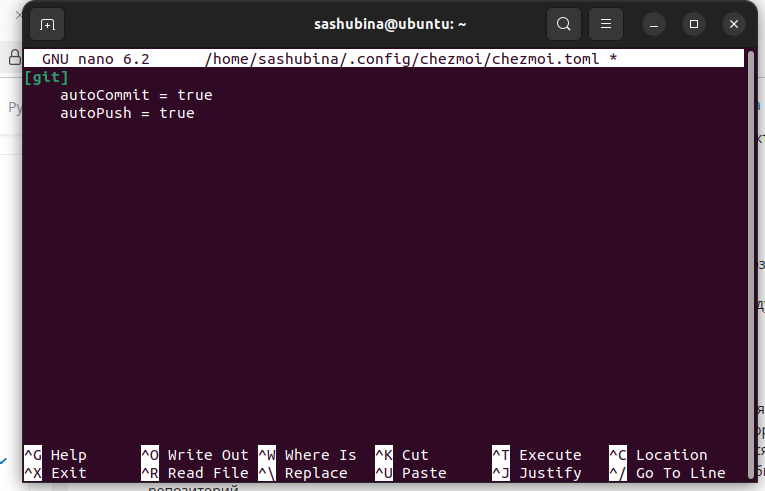 sashubina@ubuntu: ~
GNU nano 6.2 /home/sashubina/.config/chezmoi/chezmoi.toml *
[git]
autoCommit = true
autoPush = true
^G Help ^O Write Out ^W Where Is ^K Cut ^T Execute ^C Location
^X Exit ^R Read File ^\ Replace ^U Paste ^J Justify ^/ Go To Line
репозиторий